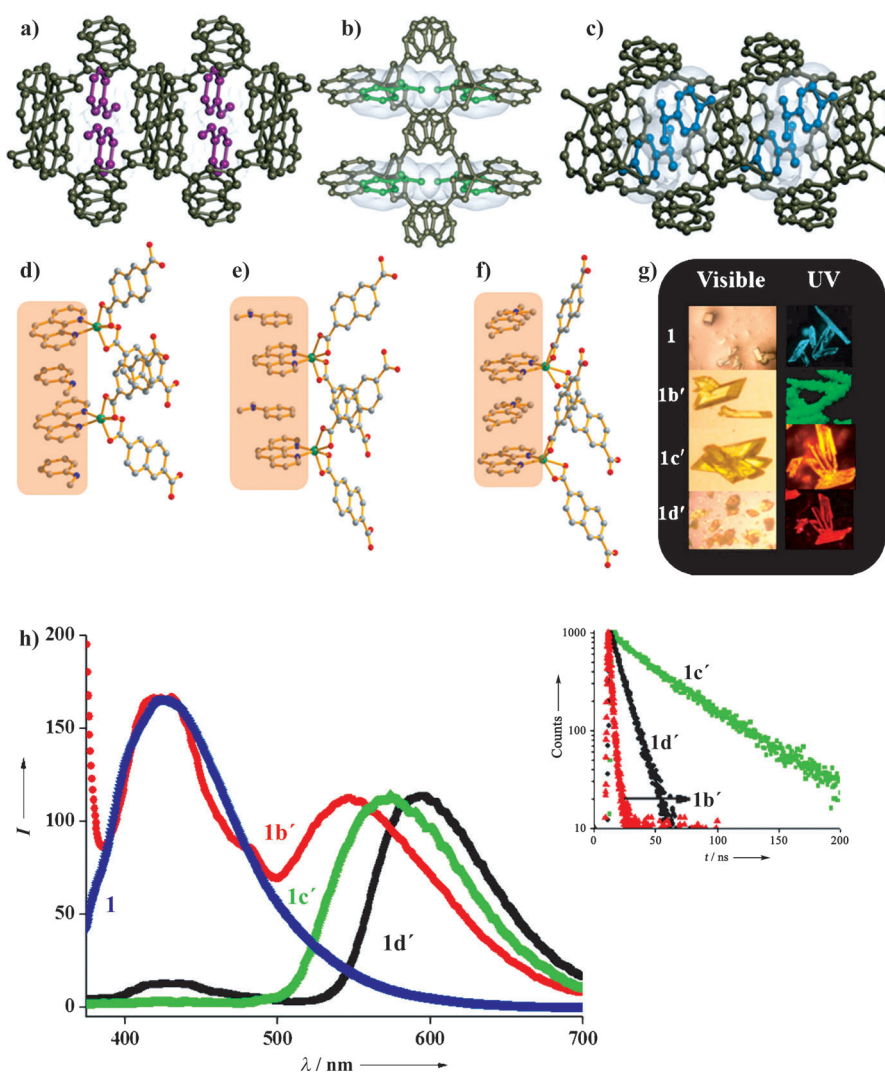 a)
b)
c)
d)
e)
f)
g)
Visible UV
1
1b′
1c′
1d′
h)
200
150
100
50
0
I
1
1b′
1c′
1d′
400 500 600 700
λ / nm
1000
100
10
Counts
1c′
1d′
1b′
0 50 100 150 200
t / ns